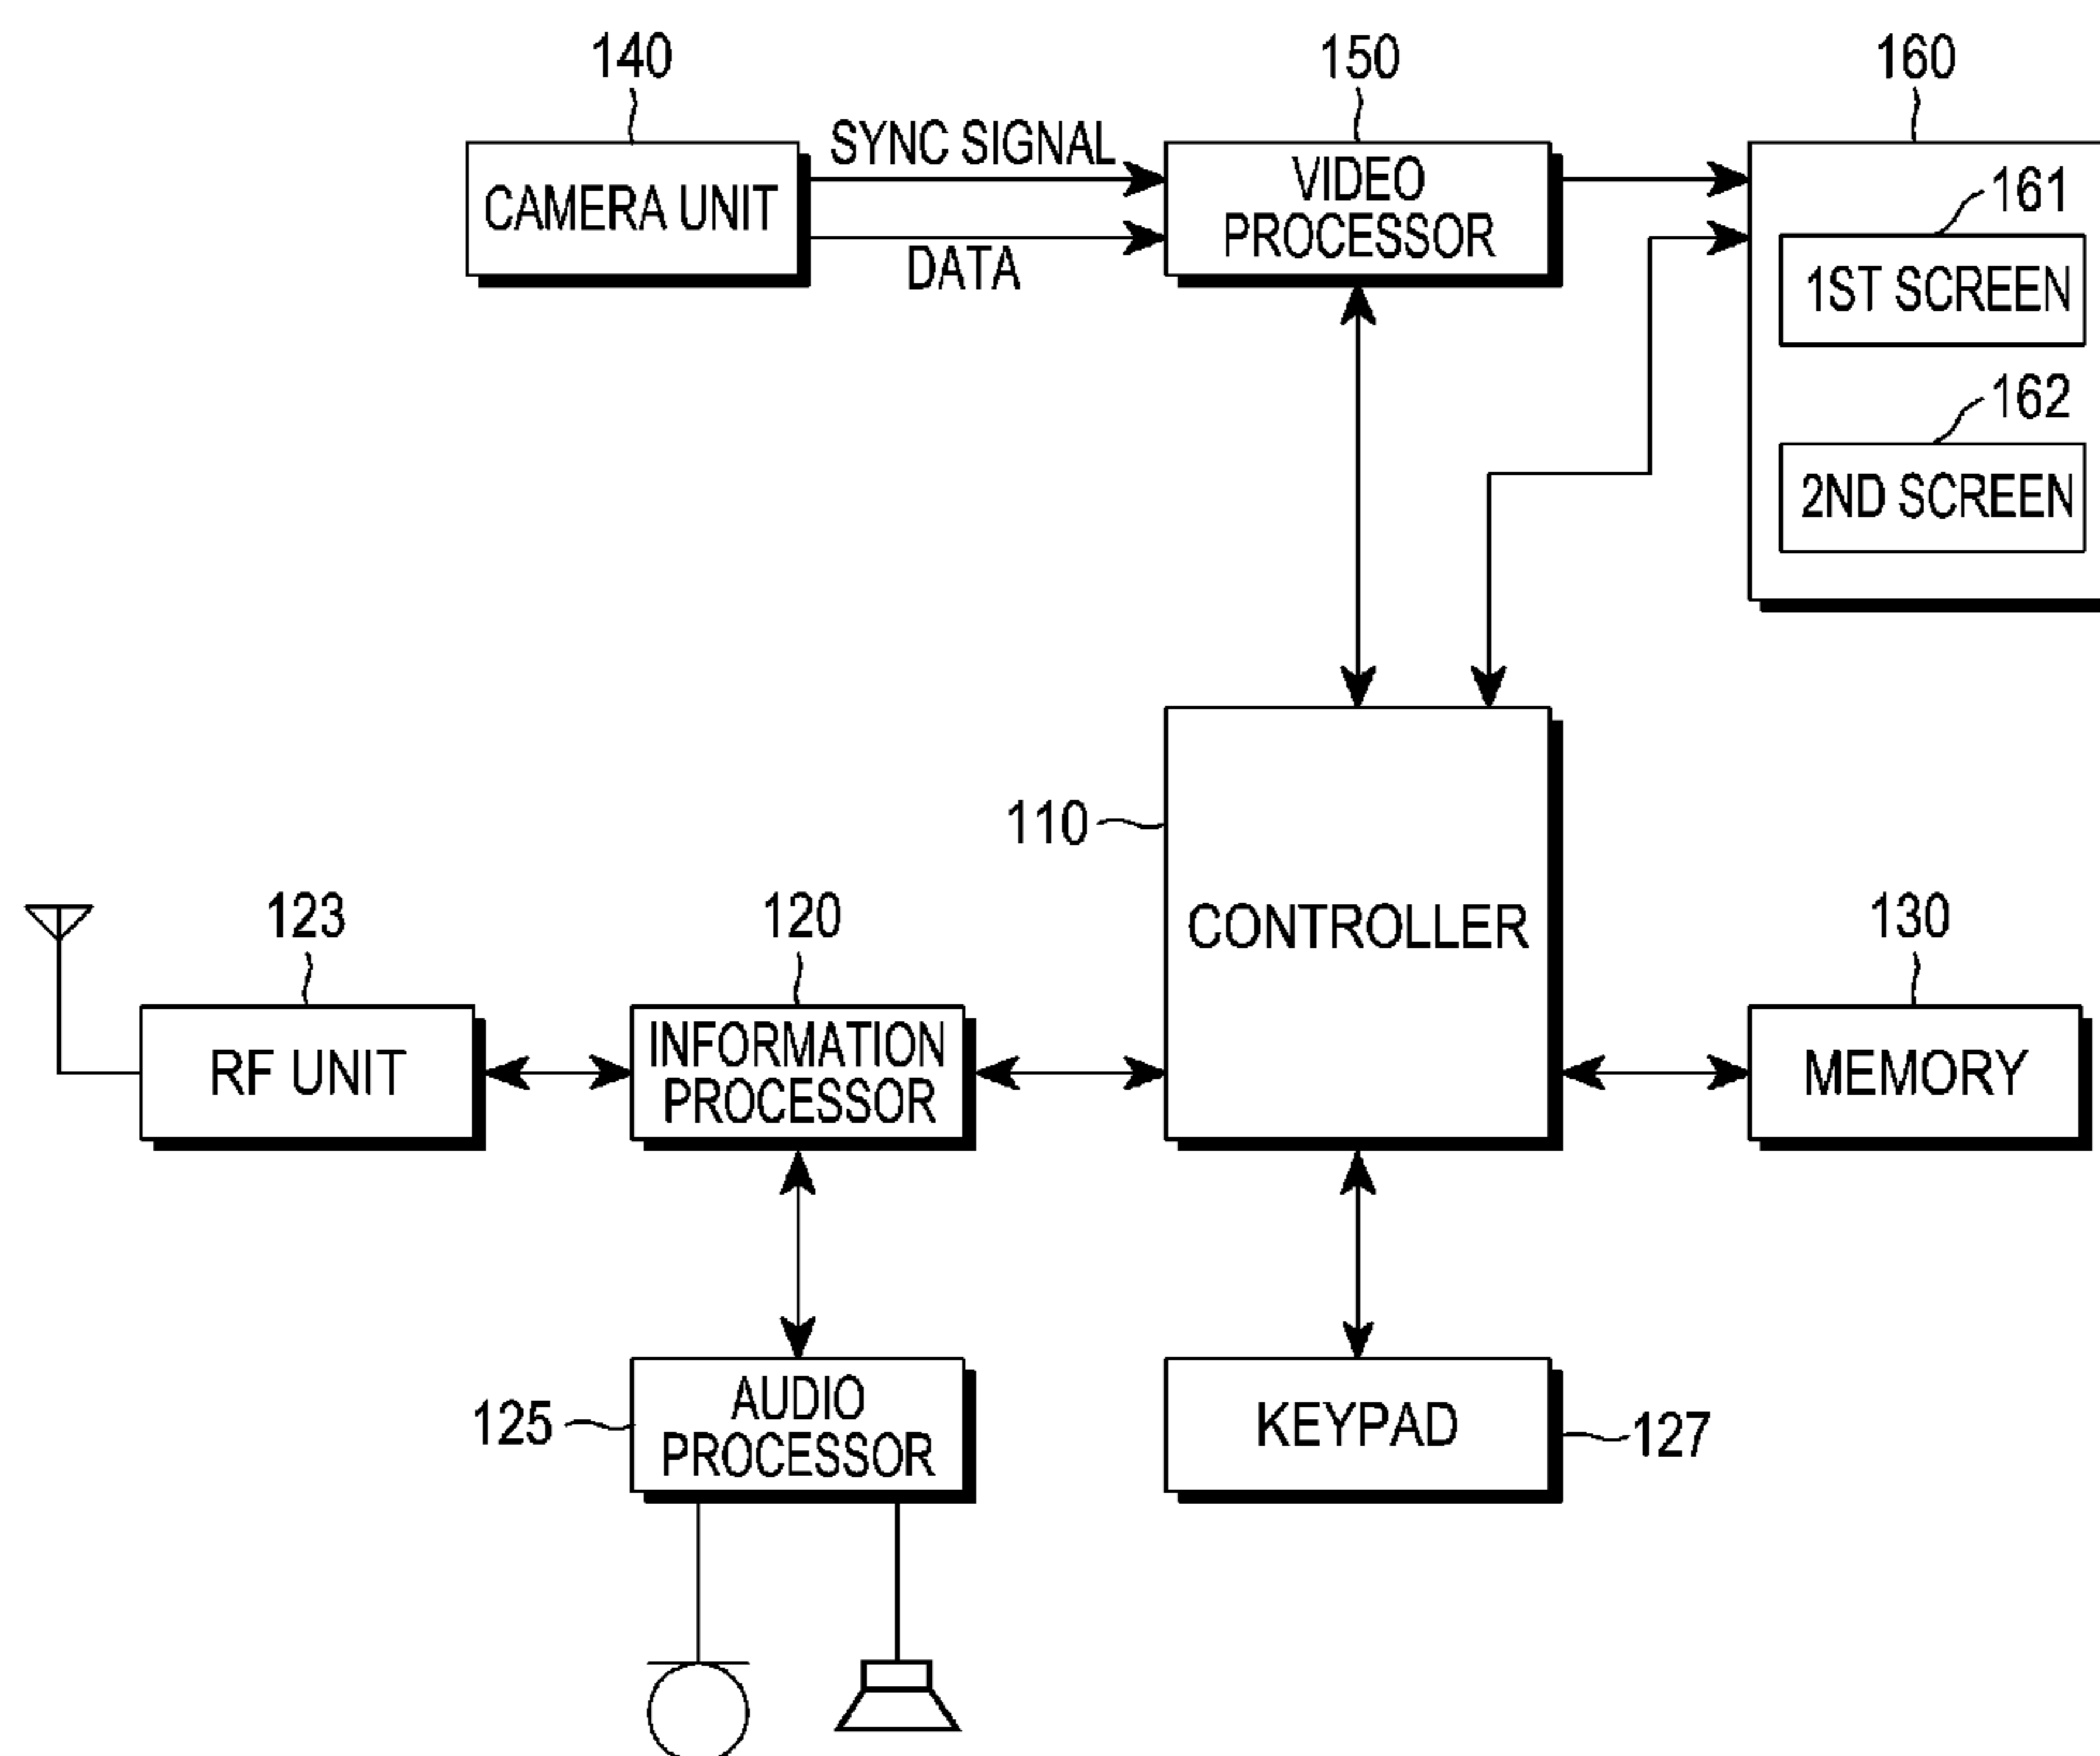 140
150
160
SYNC SIGNAL
CAMERA UNIT
DATA
VIDEO
PROCESSOR
161
1ST SCREEN
162
2ND SCREEN
110
CONTROLLER
123
120
130
RF UNIT
INFORMATION
PROCESSOR
MEMORY
125
AUDIO
PROCESSOR
KEYPAD
127